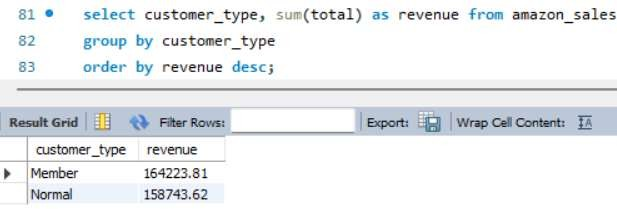 81 select customer_type, sum(total) as revenue from amazon_sales
82 group by customer_type
83 order by revenue desc;
Result Grid Filter Rows: Export: Wrap Cell Content: IA
customer_type revenue
Member 164223.81
Normal 158743.62